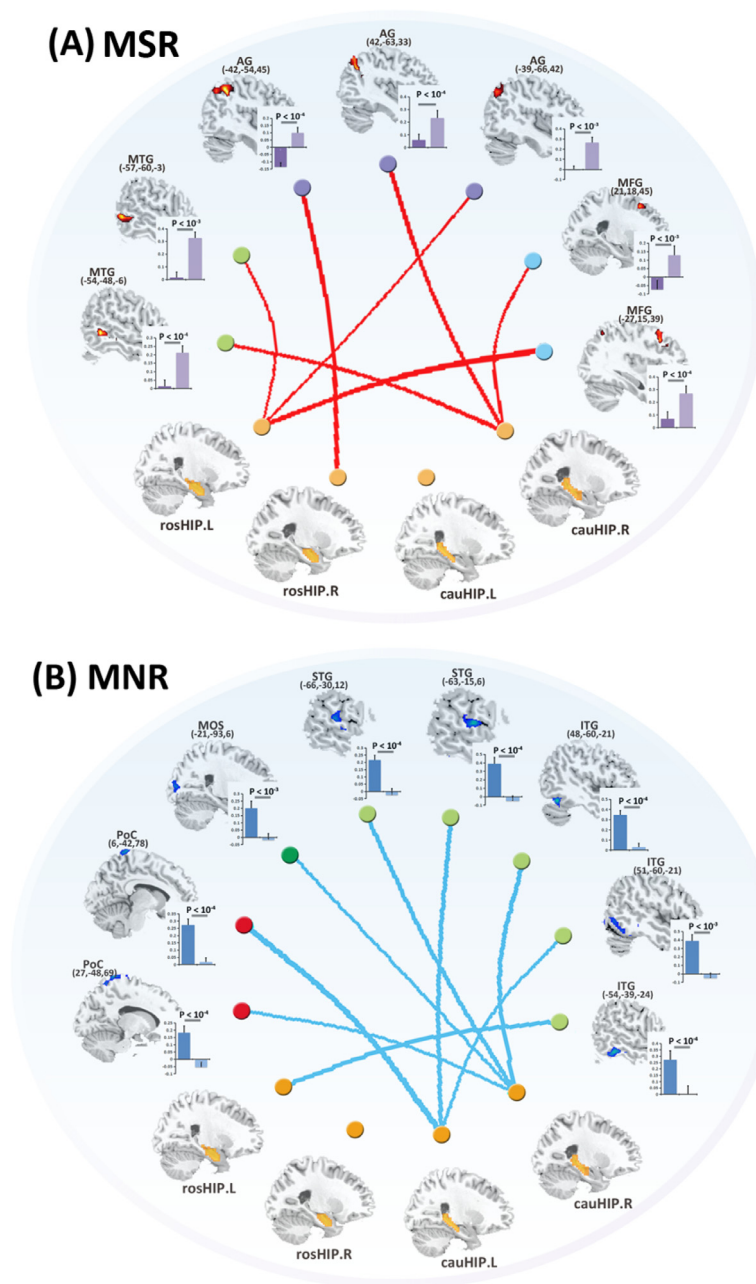 (A) MSR
AG
(-42,-54,45)
P < 10-4
AG
(42,-63,33)
P < 10-4
AG
(-39,-66,42)
P < 10-3
MTG
(-57,-60,-3)
P < 10-3
MFG
(21,18,45)
P < 10-3
MTG
(-54,-48,-6)
P < 10-4
MFG
(-27,15,39)
P < 10-4
rosHIP.L
rosHIP.R
cauHIP.L
cauHIP.R
(B) MNR
STG
(-66,-30,12)
P < 10-4
STG
(-63,-15,6)
P < 10-4
MOS
(-21,-93,6)
P < 10-3
ITG
(48,-60,-21)
P < 10-4
PoC
(6,-42,78)
P < 10-4
ITG
(51,-60,-21)
P < 10-3
PoC
(27,-48,69)
P < 10-4
ITG
(-54,-39,-24)
P < 10-4
rosHIP.L
rosHIP.R
cauHIP.L
cauHIP.R